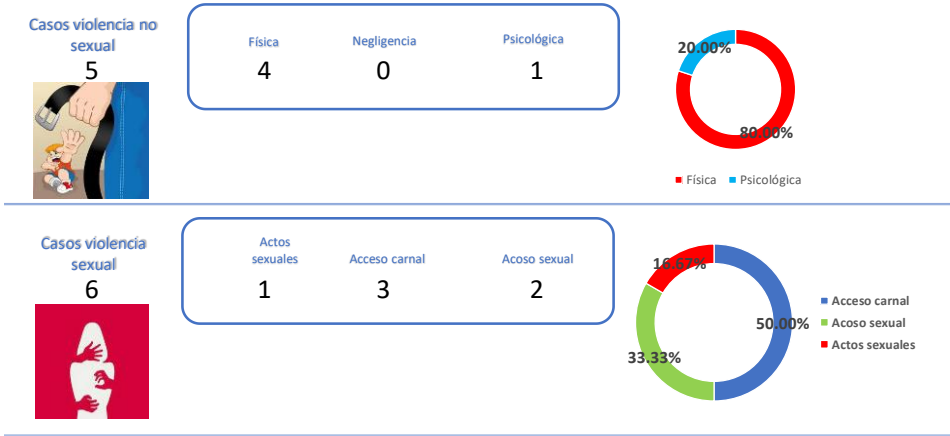 Casos violencia no
sexual
5
Física
Negligencia
Psicológica
4
0
1
20.00%
80.00%
Física
Psicológica
Casos violencia
sexual
6
Actos
sexuales
Acceso carnal
Acoso sexual
1
3
2
16.67%
50.00%
33.33%
Acceso carnal
Acoso sexual
Actos sexuales